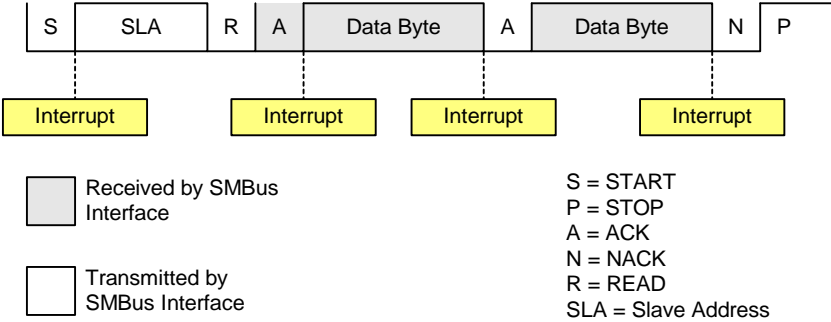 S SLA R A Data Byte A Data Byte N P
Interrupt Interrupt Interrupt Interrupt
Received by SMBus
Interface
Transmitted by
SMBus Interface
S = START
P = STOP
A = ACK
N = NACK
R = READ
SLA = Slave Address